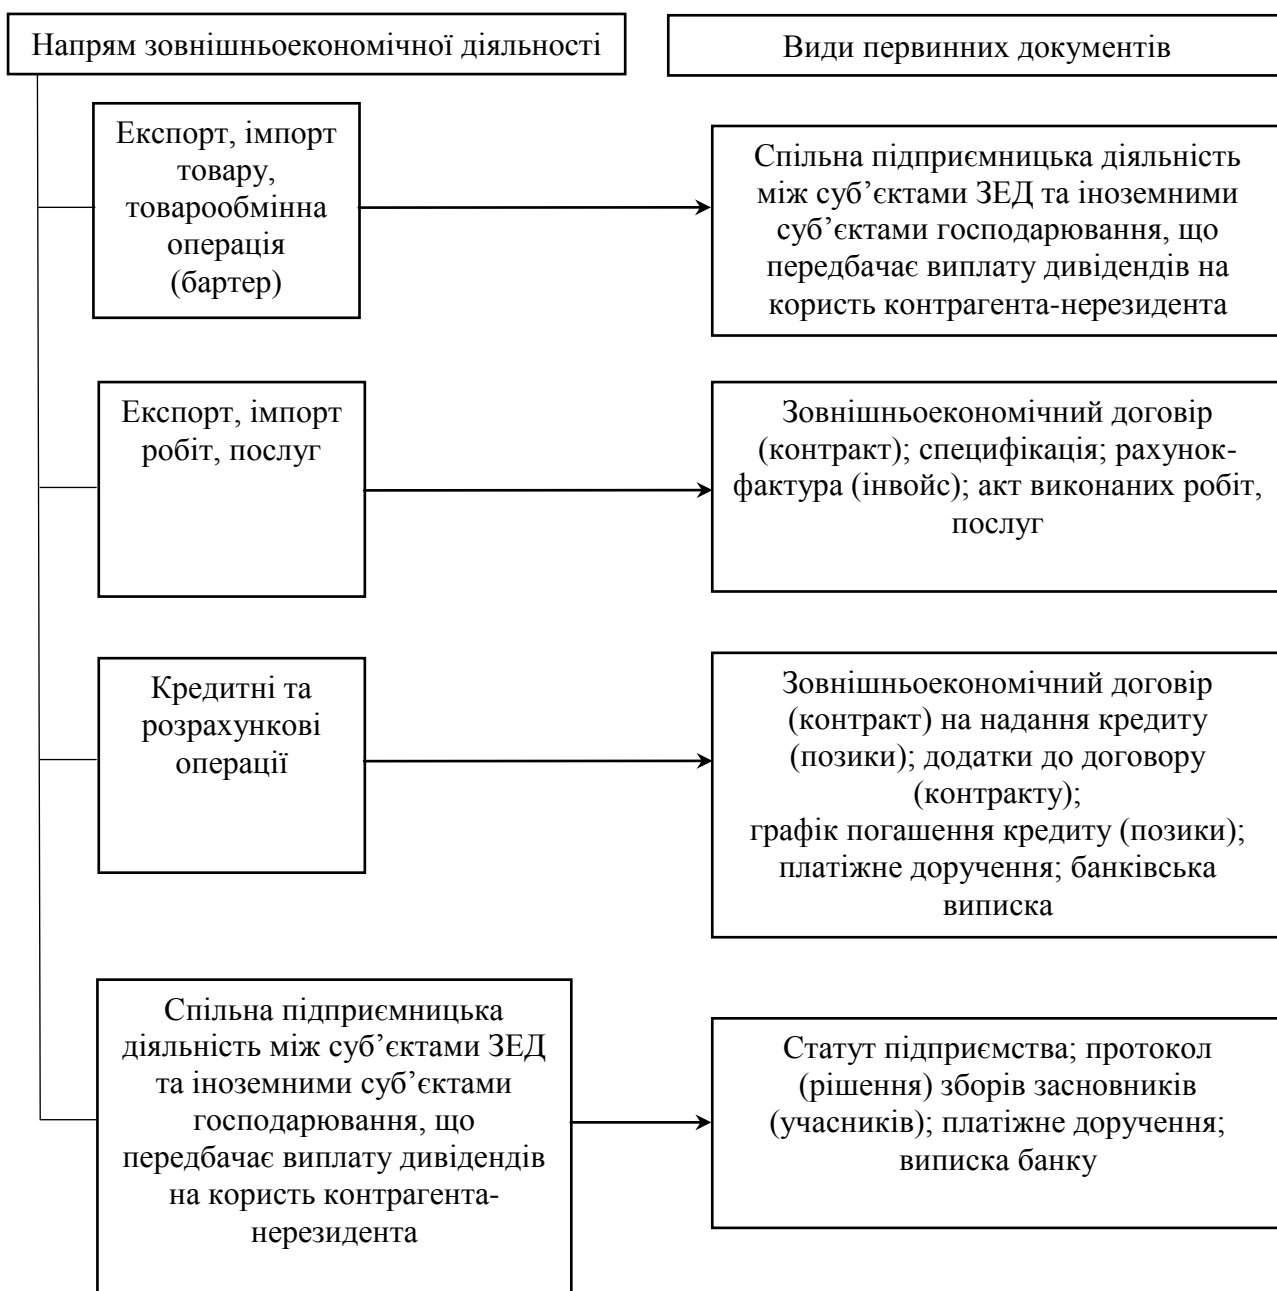 Напрям зовнішньоекономічної діяльності
Види первинних документів
Експорт, імпорт
товару,
товарообмінна
операція
(бартер)
Спільна підприємницька діяльність
між суб’єктами ЗЕД та іноземними
суб’єктами господарювання, що
передбачає виплату дивідендів на
користь контрагента-нерезидента
Експорт, імпорт
робіт, послуг
Зовнішньоекономічний договір
(контракт); специфікація; рахунок-
фактура (інвойс); акт виконаних робіт,
послуг
Кредитні та
розрахункові
операції
Зовнішньоекономічний договір
(контракт) на надання кредиту
(позики); додатки до договору
(контракту);
графік погашення кредиту (позики);
платіжне доручення; банківська
виписка
Спільна підприємницька
діяльність між суб’єктами ЗЕД
та іноземними суб’єктами
господарювання, що
передбачає виплату дивідендів
на користь контрагента-
нерезидента
Статут підприємства; протокол
(рішення) зборів засновників
(учасників); платіжне доручення;
виписка банку